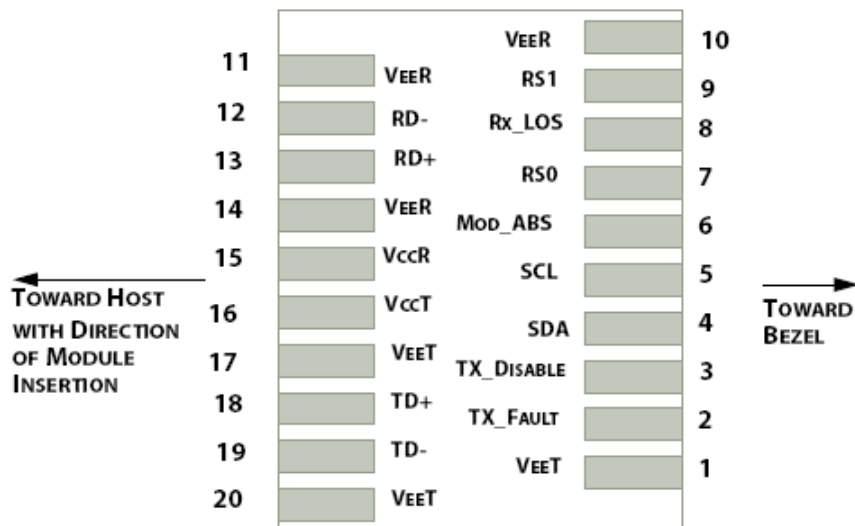 VEER 10
11 VEER
RS1 9
12 RD-
Rx_LOS 8
13 RD+
RS0 7
14 VEER
MOD_ABS 6
15 VCCR
SCL 5
TOWARD HOST
WITH DIRECTION
OF MODULE
INSERTION
TOWARD
BEZEL
16 VCCT
SDA 4
17 VEET
TX_DISABLE 3
18 TD+
TX_FAULT 2
19 TD-
VEET 1
20 VEET